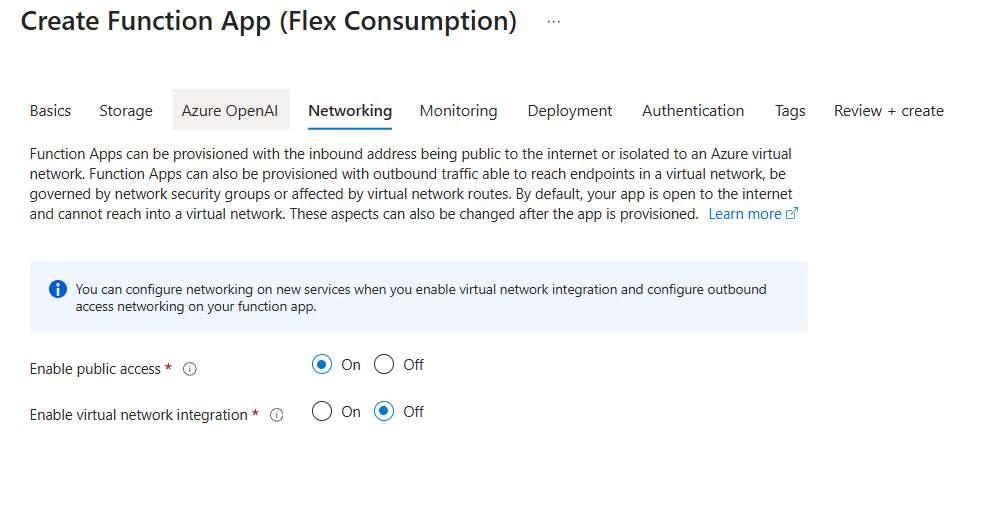 Create Function App (Flex Consumption) ...
Basics Storage Azure OpenAI Networking Monitoring Deployment Authentication Tags Review + create
Function Apps can be provisioned with the inbound address being public to the internet or isolated to an Azure virtual
network. Function Apps can also be provisioned with outbound traffic able to reach endpoints in a virtual network, be
governed by network security groups or affected by virtual network routes. By default, your app is open to the internet
and cannot reach into a virtual network. These aspects can also be changed after the app is provisioned. Learn more
You can configure networking on new services when you enable virtual network integration and configure outbound
access networking on your function app.
Enable public access * On Off
Enable virtual network integration * On Off